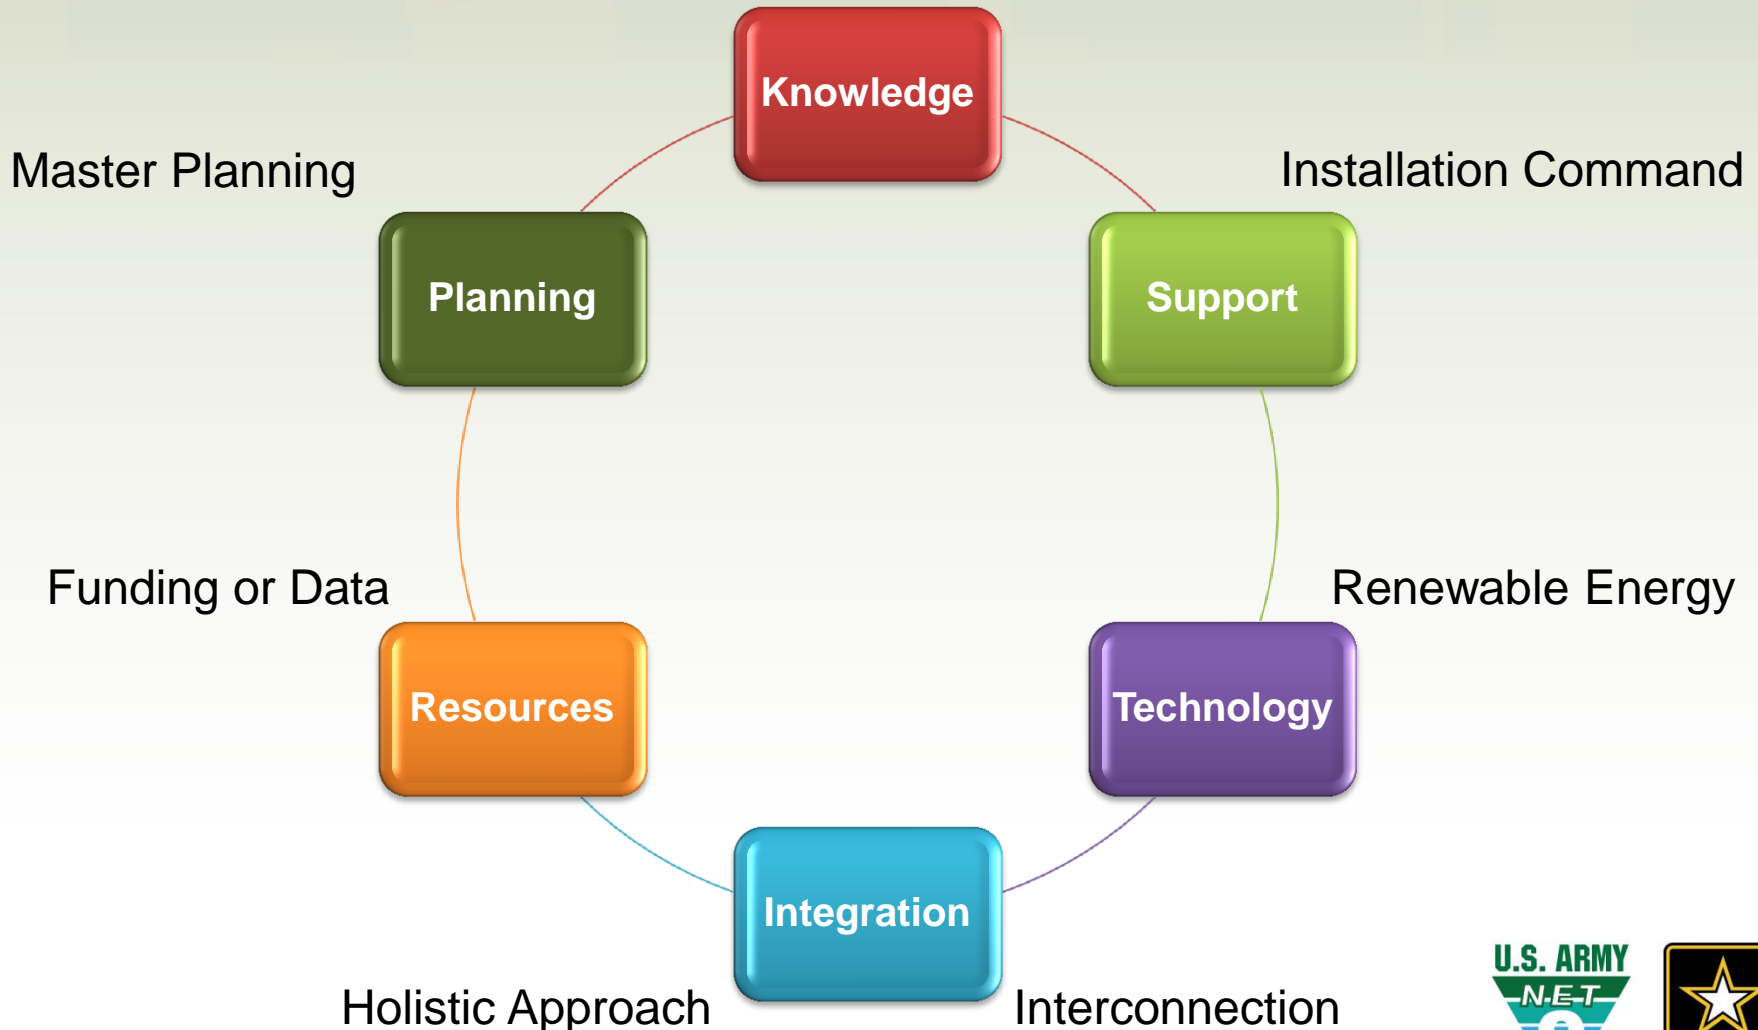 Knowledge
Master Planning
Installation Command
Planning
Support
Funding or Data
Renewable Energy
Resources
Technology
Integration
Holistic Approach
Interconnection
U.S. ARMY
NET